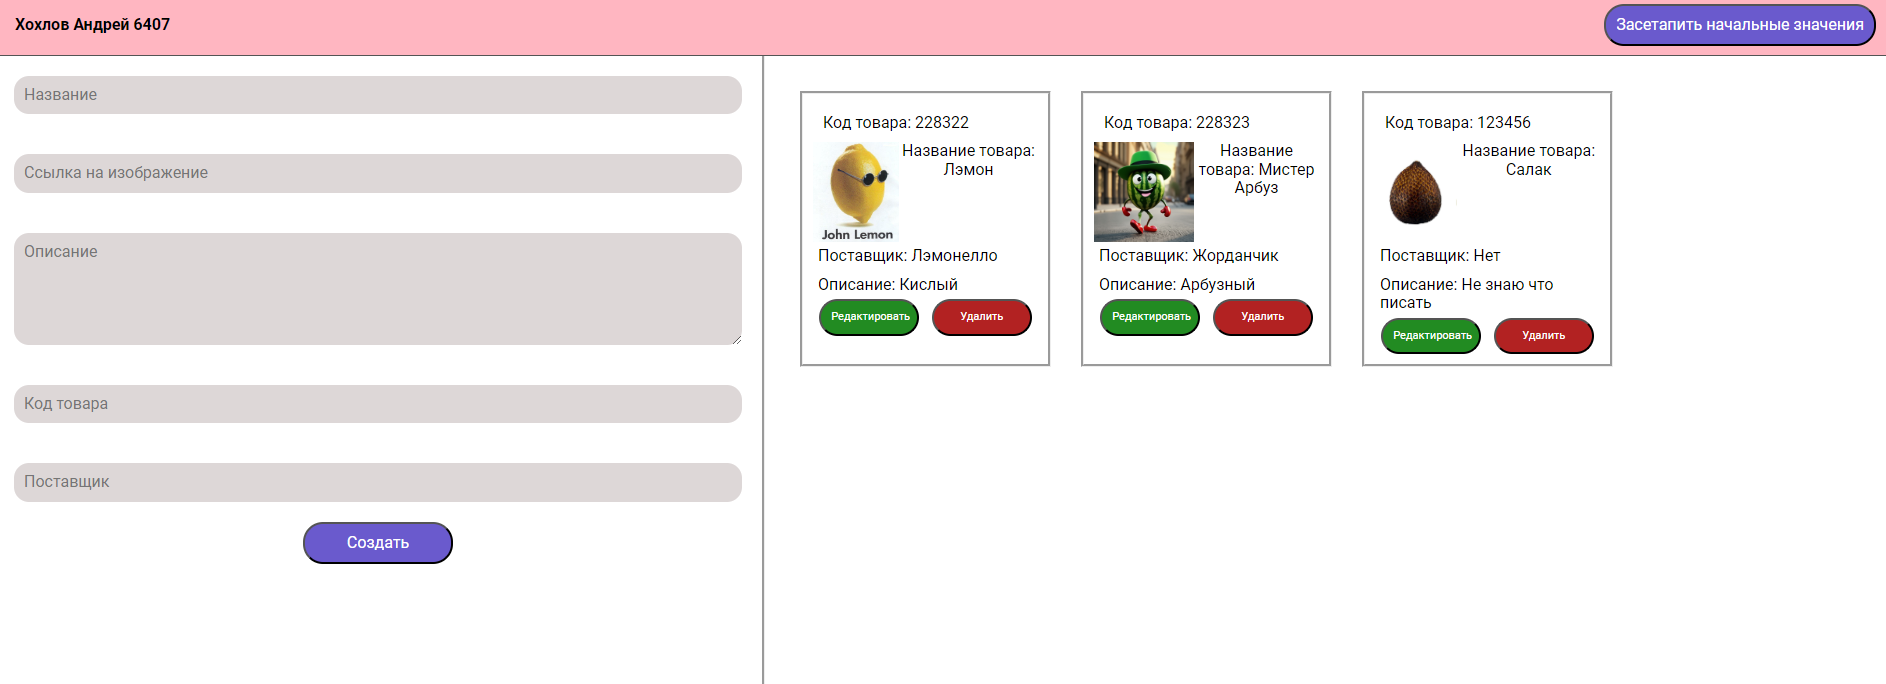 Хохлов Андрей 6407
Засетапить начальные значения
Название
Ссылка на изображение
Описание
Код товара
Поставщик
Создать
Код товара: 228322
John Lemon
Название товара:
Лэмон
Поставщик: Лэмонелло
Описание: Кислый
Редактировать
Удалить
Код товара: 228323
Название
товара: Мистер
Арбуз
Поставщик: Жорданчик
Описание: Арбузный
Редактировать
Удалить
Код товара: 123456
Название товара:
Салак
Поставщик: Нет
Описание: Не знаю что
писать
Редактировать
Удалить